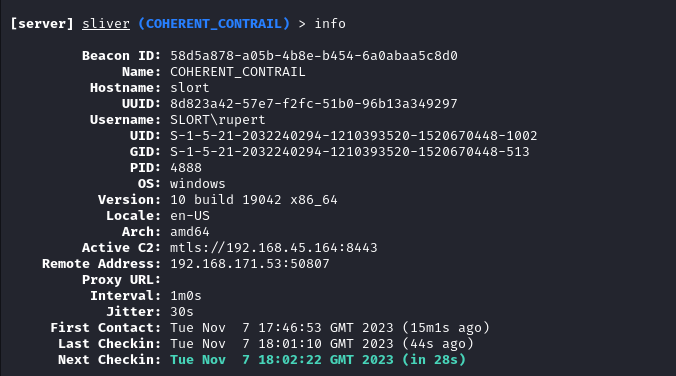 [server] sliver (COHERENT_CONTRAIL) > info
Beacon ID: 58d5a878-a05b-4b8e-b454-6a0abaa5c8d0
Name: COHERENT_CONTRAIL
Hostname: slort
UUID: 8d823a42-57e7-f2fc-51b0-96b13a349297
Username: SLORT\rupert
UID: S-1-5-21-2032240294-1210393520-1520670448-1002
GID: S-1-5-21-2032240294-1210393520-1520670448-513
PID: 4888
OS: windows
Version: 10 build 19042 x86_64
Locale: en-US
Arch: amd64
Active C2: mtls://192.168.45.164:8443
Remote Address: 192.168.171.53:50807
Proxy URL:
Interval: 1m0s
Jitter: 30s
First Contact: Tue Nov  7 17:46:53 GMT 2023 (15m1s ago)
Last Checkin: Tue Nov  7 18:01:10 GMT 2023 (44s ago)
Next Checkin: Tue Nov  7 18:02:22 GMT 2023 (in 28s)